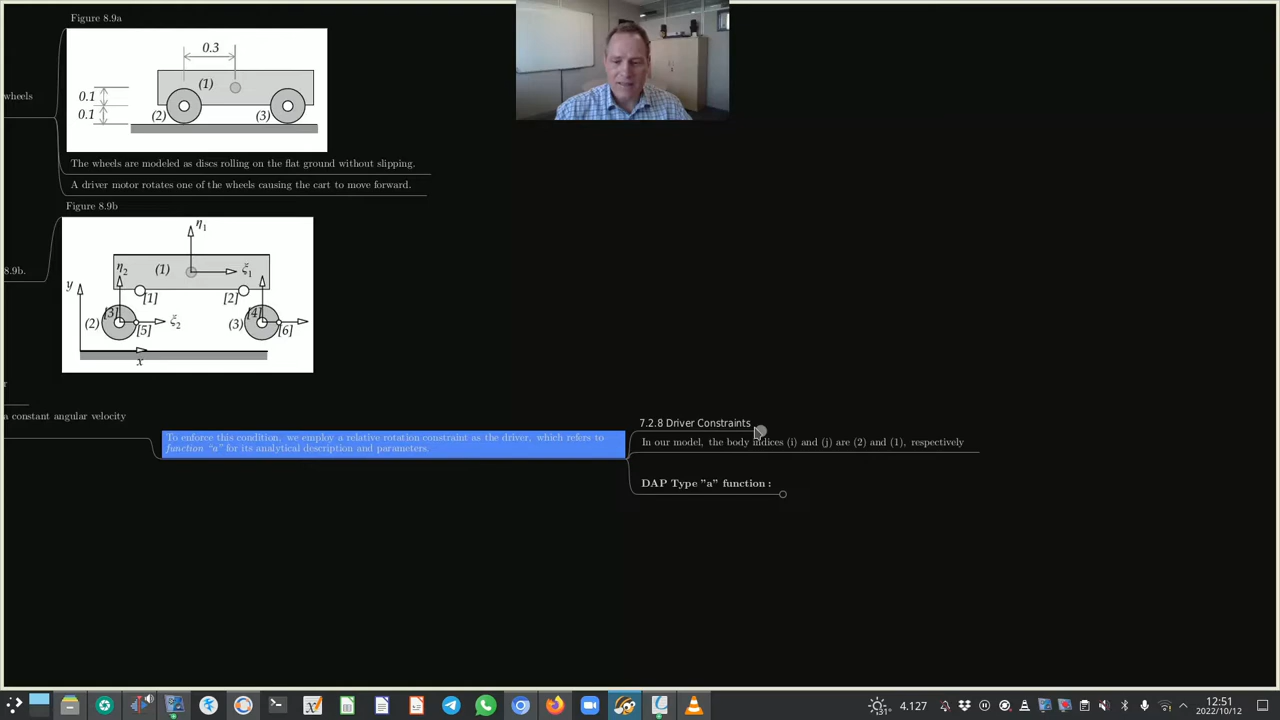 Figure 8.9a
0.3
(1)
0.1
0.1
(2)
(3)
wheels
The wheels are modeled as discs rolling on the flat ground without slipping.
A driver motor rotates one of the wheels causing the cart to move forward.
Figure 8.9b
η1
(1)
ξ1
η2
y
[1]
[2]
[3]
[4]
(2)
[5]
ξ2
(3)
[6]
x
8.9b.
r
a constant angular velocity
To enforce this condition, we employ a relative rotation constraint as the driver, which refers to
function “a” for its analytical description and parameters.
7.2.8 Driver Constraints
In our model, the body indices (i) and (j) are (2) and (1), respectively
DAP Type ”a” function :
+31°
4.127
12:51
2022/10/12